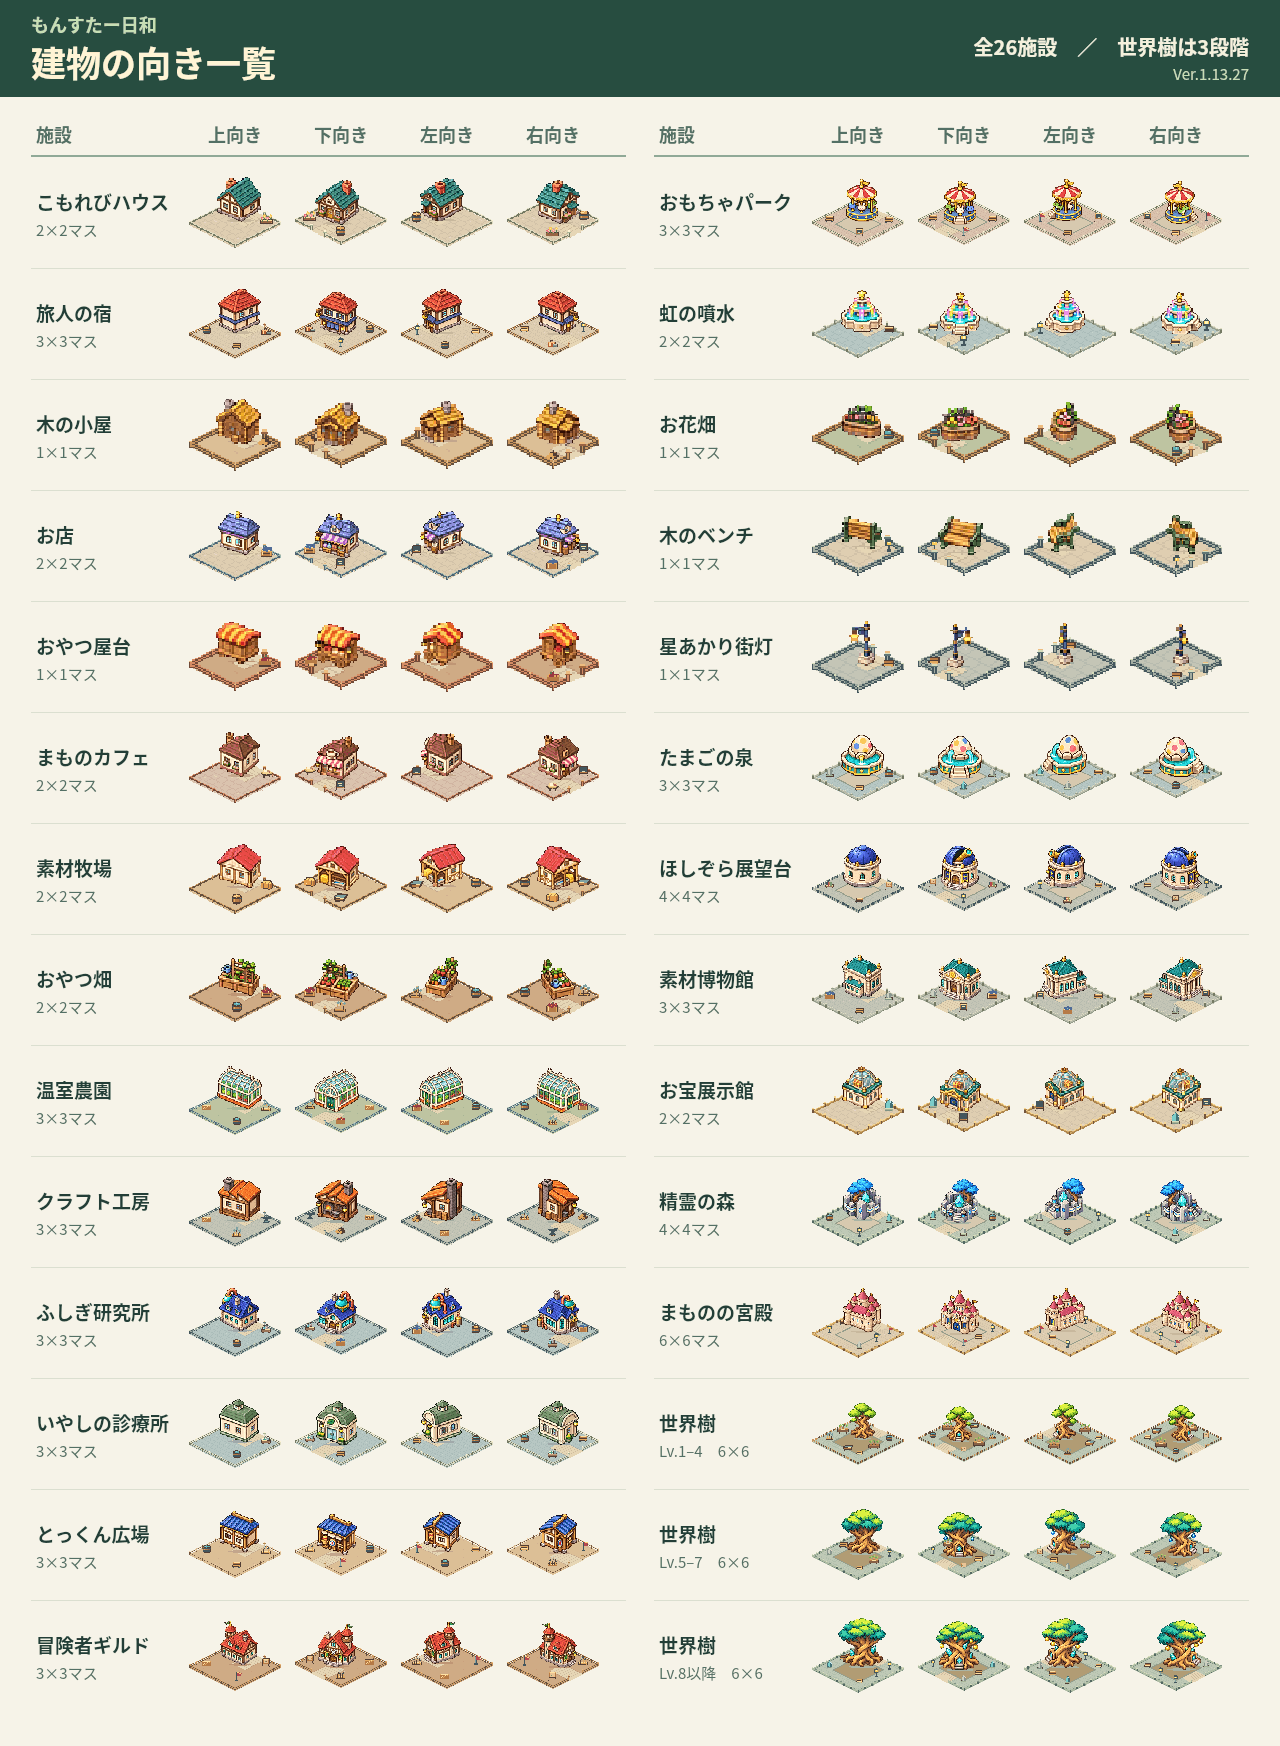 もんすたー日和
建物の向き一覧
全26施設　／　世界樹は3段階
Ver.1.13.27
施設 上向き 下向き 左向き 右向き
こもれびハウス
2×2マス
旅人の宿
3×3マス
木の小屋
1×1マス
お店
2×2マス
おやつ屋台
1×1マス
まものカフェ
2×2マス
素材牧場
2×2マス
おやつ畑
2×2マス
温室農園
3×3マス
クラフト工房
3×3マス
ふしぎ研究所
3×3マス
いやしの診療所
3×3マス
とっくん広場
3×3マス
冒険者ギルド
3×3マス
施設 上向き 下向き 左向き 右向き
おもちゃパーク
3×3マス
虹の噴水
2×2マス
お花畑
1×1マス
木のベンチ
1×1マス
星あかり街灯
1×1マス
たまごの泉
3×3マス
ほしぞら展望台
4×4マス
素材博物館
3×3マス
お宝展示館
2×2マス
精霊の森
4×4マス
まものの宮殿
6×6マス
世界樹
Lv.1–4　6×6
世界樹
Lv.5–7　6×6
世界樹
Lv.8以降　6×6